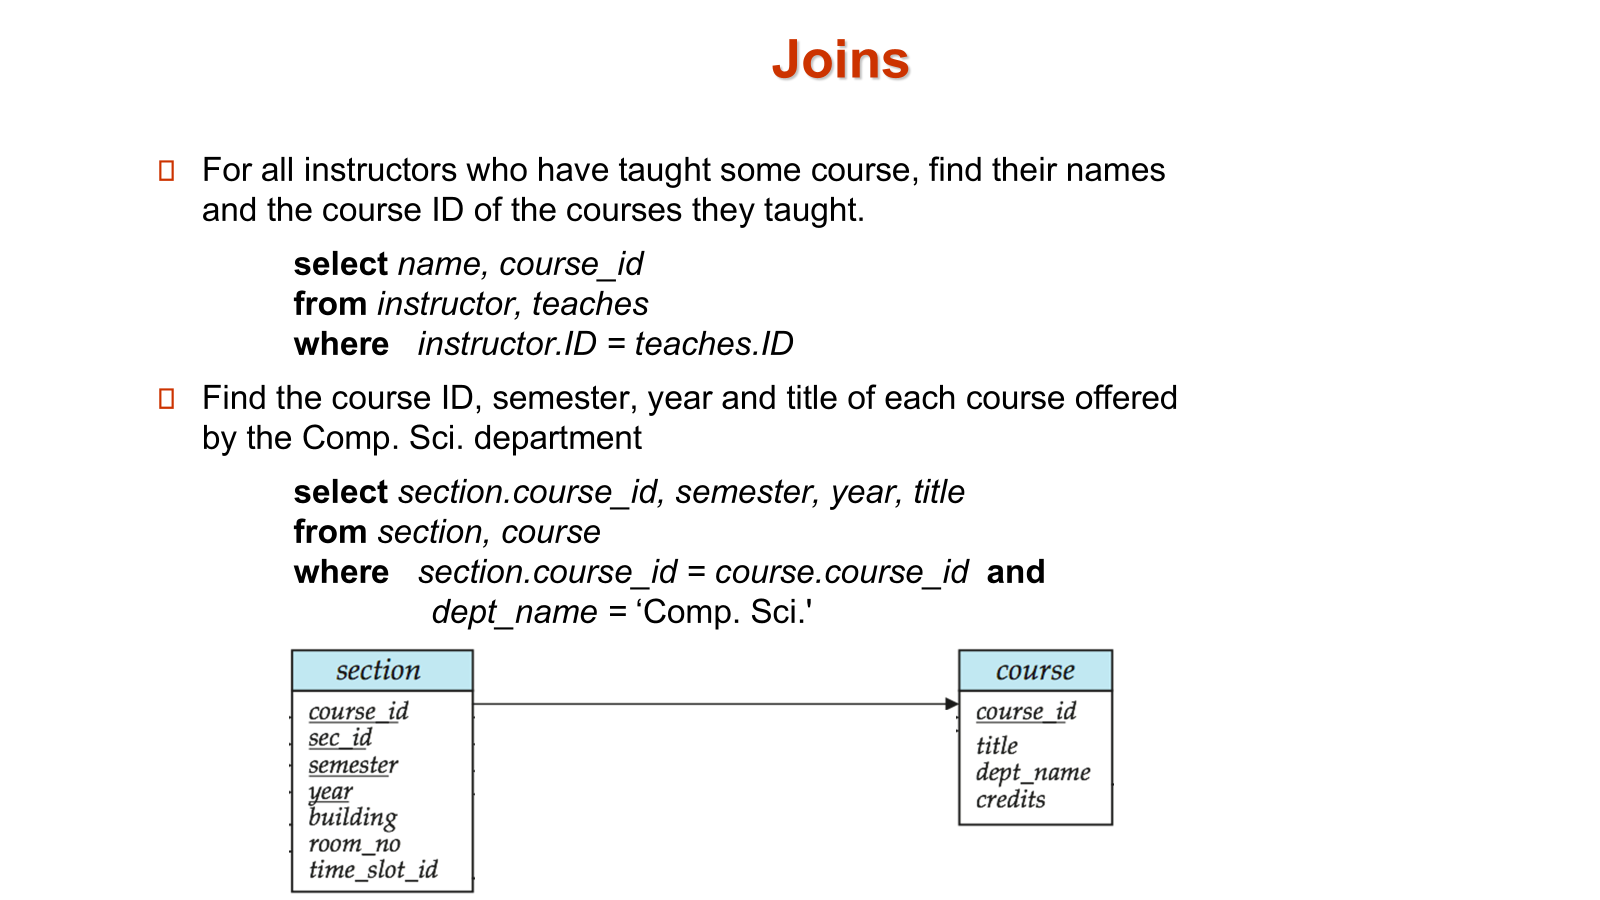 Joins
For all instructors who have taught some course, find their names
and the course ID of the courses they taught.
select name, course_id
from instructor, teaches
where instructor.ID = teaches.ID
Find the course ID, semester, year and title of each course offered
by the Comp. Sci. department
select section.course_id, semester, year, title
from section, course
where section.course_id = course.course_id and
dept_name = ‘Comp. Sci.'
section
course_id
sec_id
semester
year
building
room_no
time_slot_id
course
course_id
title
dept_name
credits